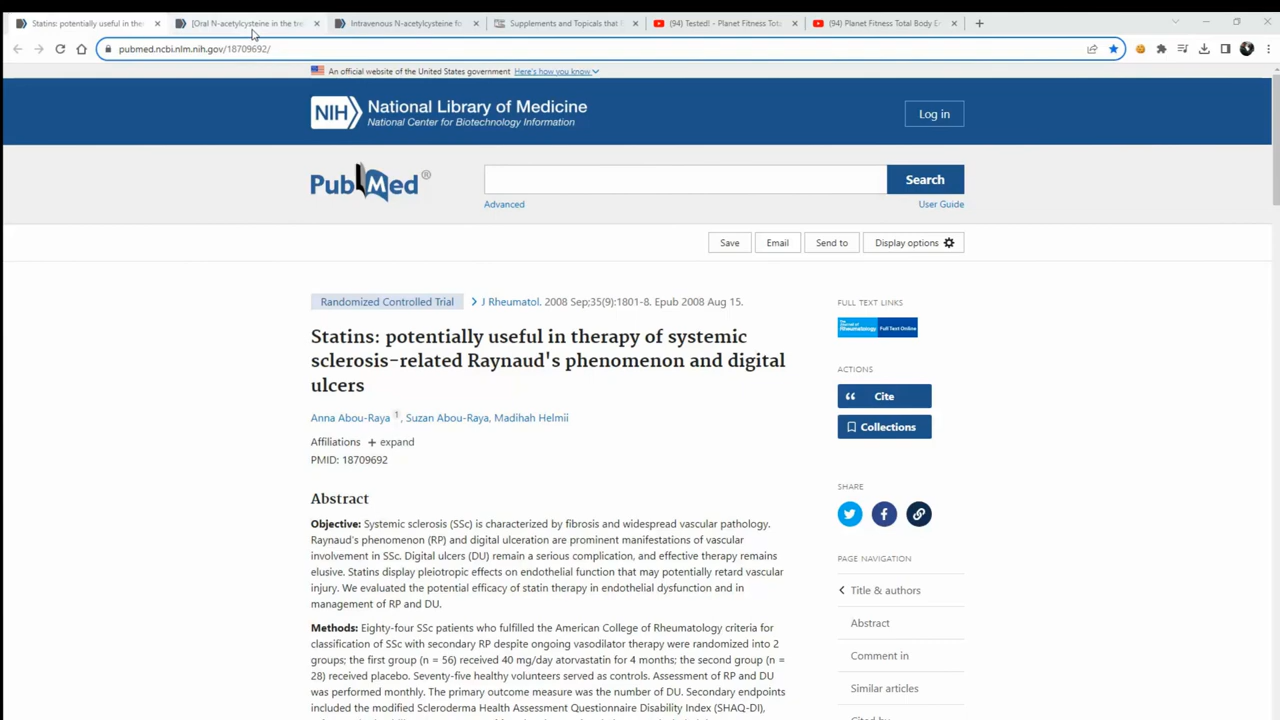 Statins: potentially useful in ther
[Oral N-acetylcysteine in the tre
Intravenous N-acetylcysteine fo
Supplements and Topicals that
(94) Tested! - Planet Fitness Tota
(94) Planet Fitness Total Body E
pubmed.ncbi.nlm.nih.gov/18709692/
An official website of the United States government Here's how you know
NIH National Library of Medicine
National Center for Biotechnology Information
Log in
PubMed®
Search
Advanced
User Guide
Save
Email
Send to
Display options
Randomized Controlled Trial
J Rheumatol. 2008 Sep;35(9):1801-8. Epub 2008 Aug 15.
Statins: potentially useful in therapy of systemic
sclerosis-related Raynaud's phenomenon and digital
ulcers
Anna Abou-Raya 1, Suzan Abou-Raya, Madihah Helmii
Affiliations + expand
PMID: 18709692
Abstract
Objective: Systemic sclerosis (SSc) is characterized by fibrosis and widespread vascular pathology.
Raynaud's phenomenon (RP) and digital ulceration are prominent manifestations of vascular
involvement in SSc. Digital ulcers (DU) remain a serious complication, and effective therapy remains
elusive. Statins display pleiotropic effects on endothelial function that may potentially retard vascular
injury. We evaluated the potential efficacy of statin therapy in endothelial dysfunction and in
management of RP and DU.
Methods: Eighty-four SSc patients who fulfilled the American College of Rheumatology criteria for
classification of SSc with secondary RP despite ongoing vasodilator therapy were randomized into 2
groups; the first group (n = 56) received 40 mg/day atorvastatin for 4 months; the second group (n =
28) received placebo. Seventy-five healthy volunteers served as controls. Assessment of RP and DU
was performed monthly. The primary outcome measure was the number of DU. Secondary endpoints
included the modified Scleroderma Health Assessment Questionnaire Disability Index (SHAQ-DI),
FULL TEXT LINKS
The Journal of Rheumatology Full Text Online
ACTIONS
Cite
Collections
SHARE
PAGE NAVIGATION
Title & authors
Abstract
Comment in
Similar articles